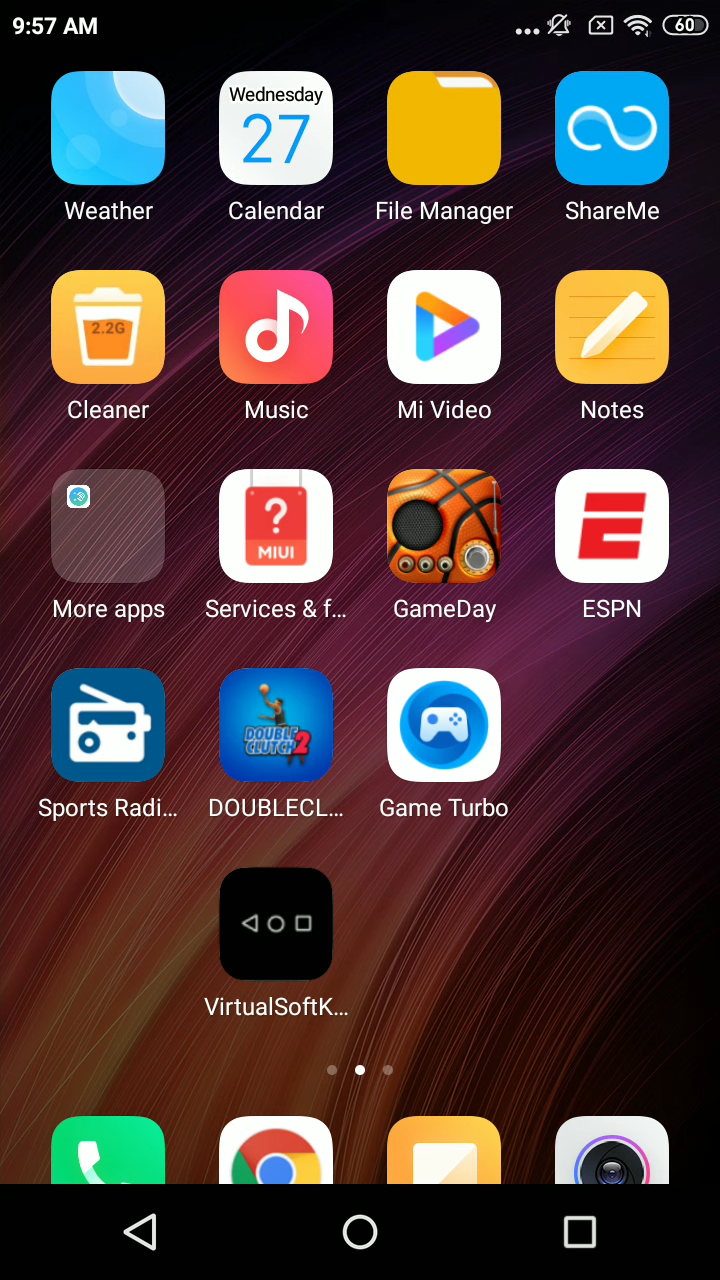 9:57 AM
60
Wednesday
27
Weather
Calendar
File Manager
ShareMe
2.2G
Cleaner
Music
Mi Video
Notes
?
MIUI
More apps
Services & f...
GameDay
ESPN
DOUBLE
CLUTCH 2
Sports Radi...
DOUBLECL...
Game Turbo
VirtualSoftK...